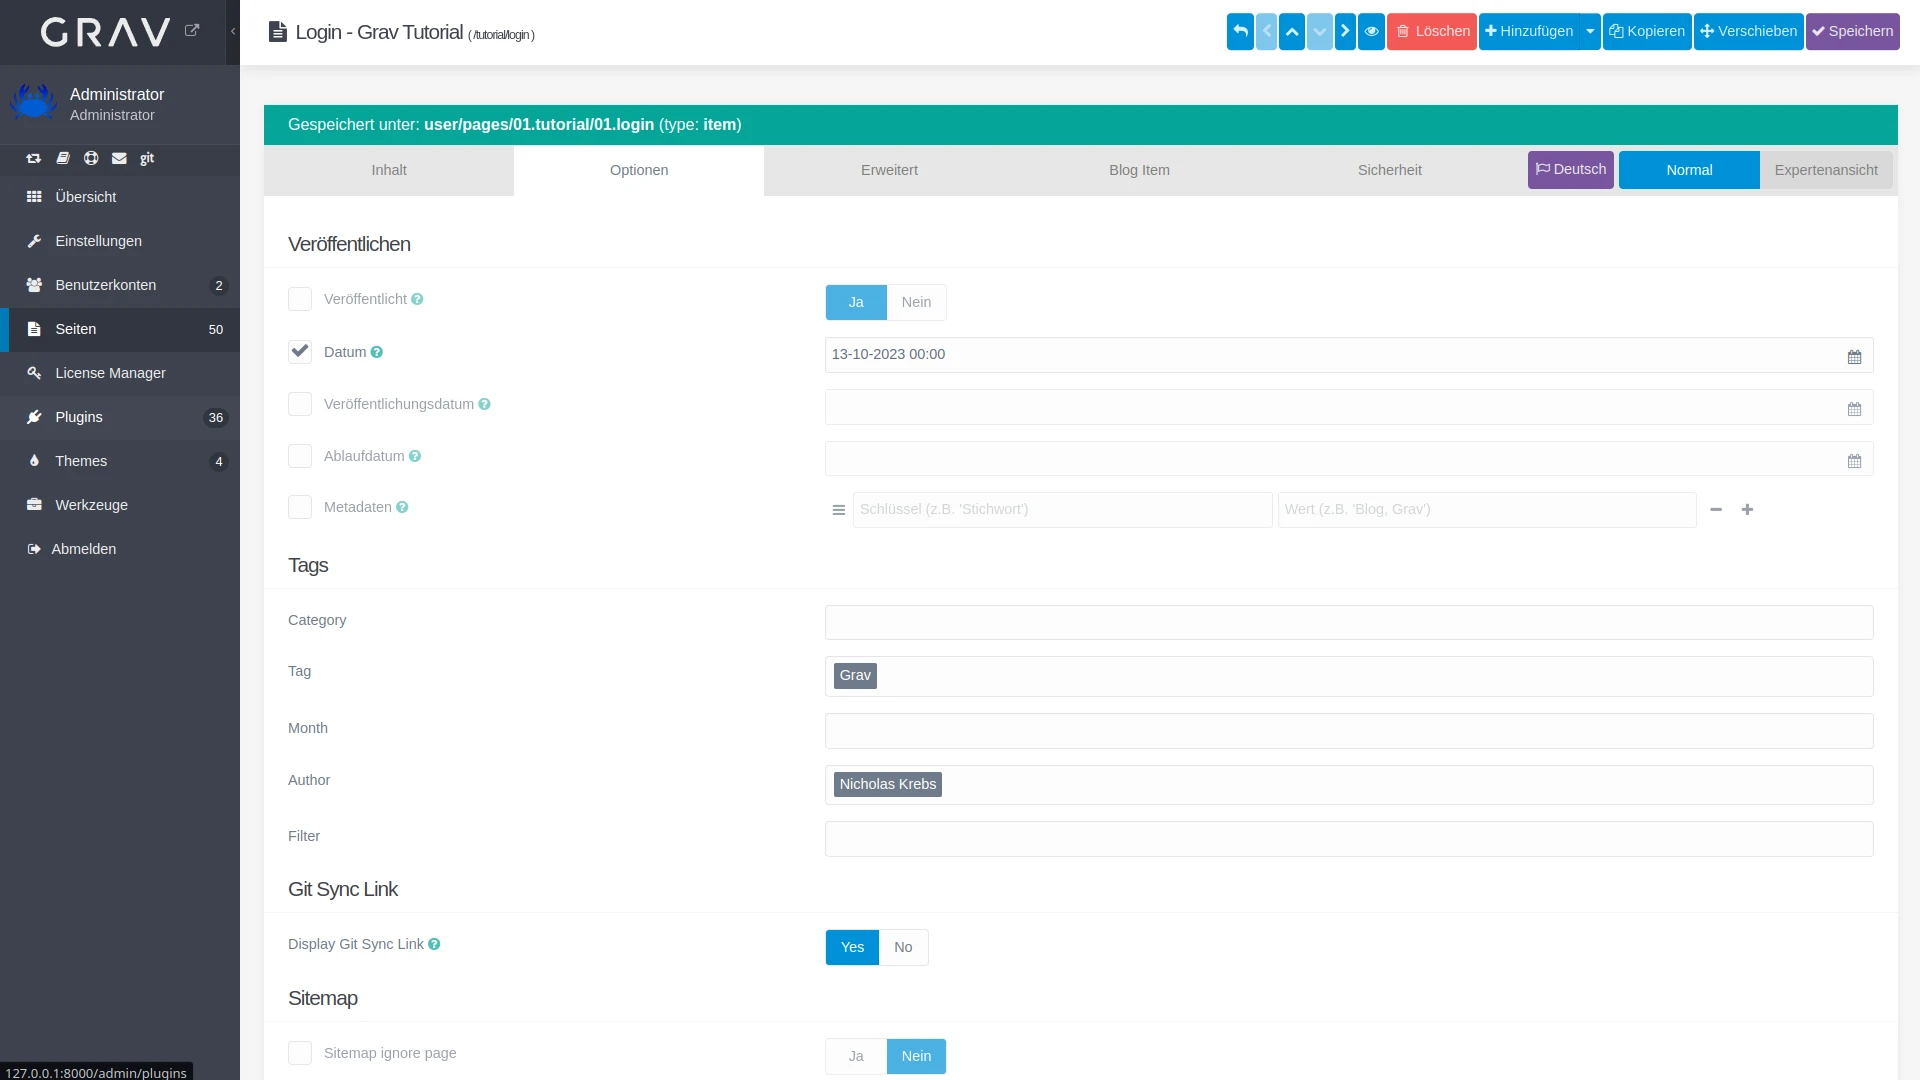 GRAV
Login - Grav Tutorial ( /tutorial/login )
Löschen
Hinzufügen
Kopieren
Verschieben
Speichern
Administrator
Administrator
git
Übersicht
Einstellungen
Benutzerkonten 2
Seiten 50
License Manager
Plugins 36
Themes 4
Werkzeuge
Abmelden
Gespeichert unter: user/pages/01.tutorial/01.login (type: item)
Inhalt
Optionen
Erweitert
Blog Item
Sicherheit
Deutsch
Normal
Expertenansicht
Veröffentlichen
Veröffentlicht ? Ja Nein
Datum ? 13-10-2023 00:00
Veröffentlichungsdatum ?
Ablaufdatum ?
Metadaten ? Schlüssel (z.B. 'Stichwort') Wert (z.B. 'Blog, Grav')
Tags
Category
Tag Grav
Month
Author Nicholas Krebs
Filter
Git Sync Link
Display Git Sync Link ? Yes No
Sitemap
Sitemap ignore page Ja Nein
127.0.0.1:8000/admin/plugins